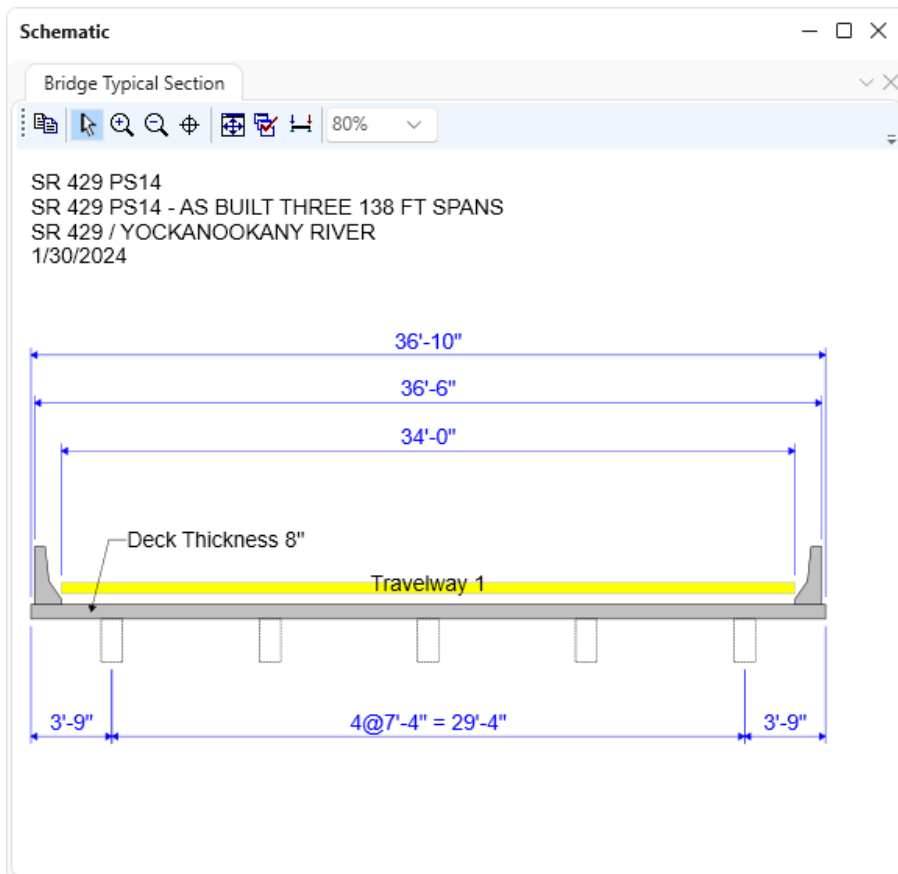 Schematic
Bridge Typical Section
80%
SR 429 PS14
SR 429 PS14 - AS BUILT THREE 138 FT SPANS
SR 429 / YOCKANOOKANY RIVER
1/30/2024
36'-10"
36'-6"
34'-0"
Deck Thickness 8"
Travelway 1
3'-9" 4@7'-4" = 29'-4" 3'-9"